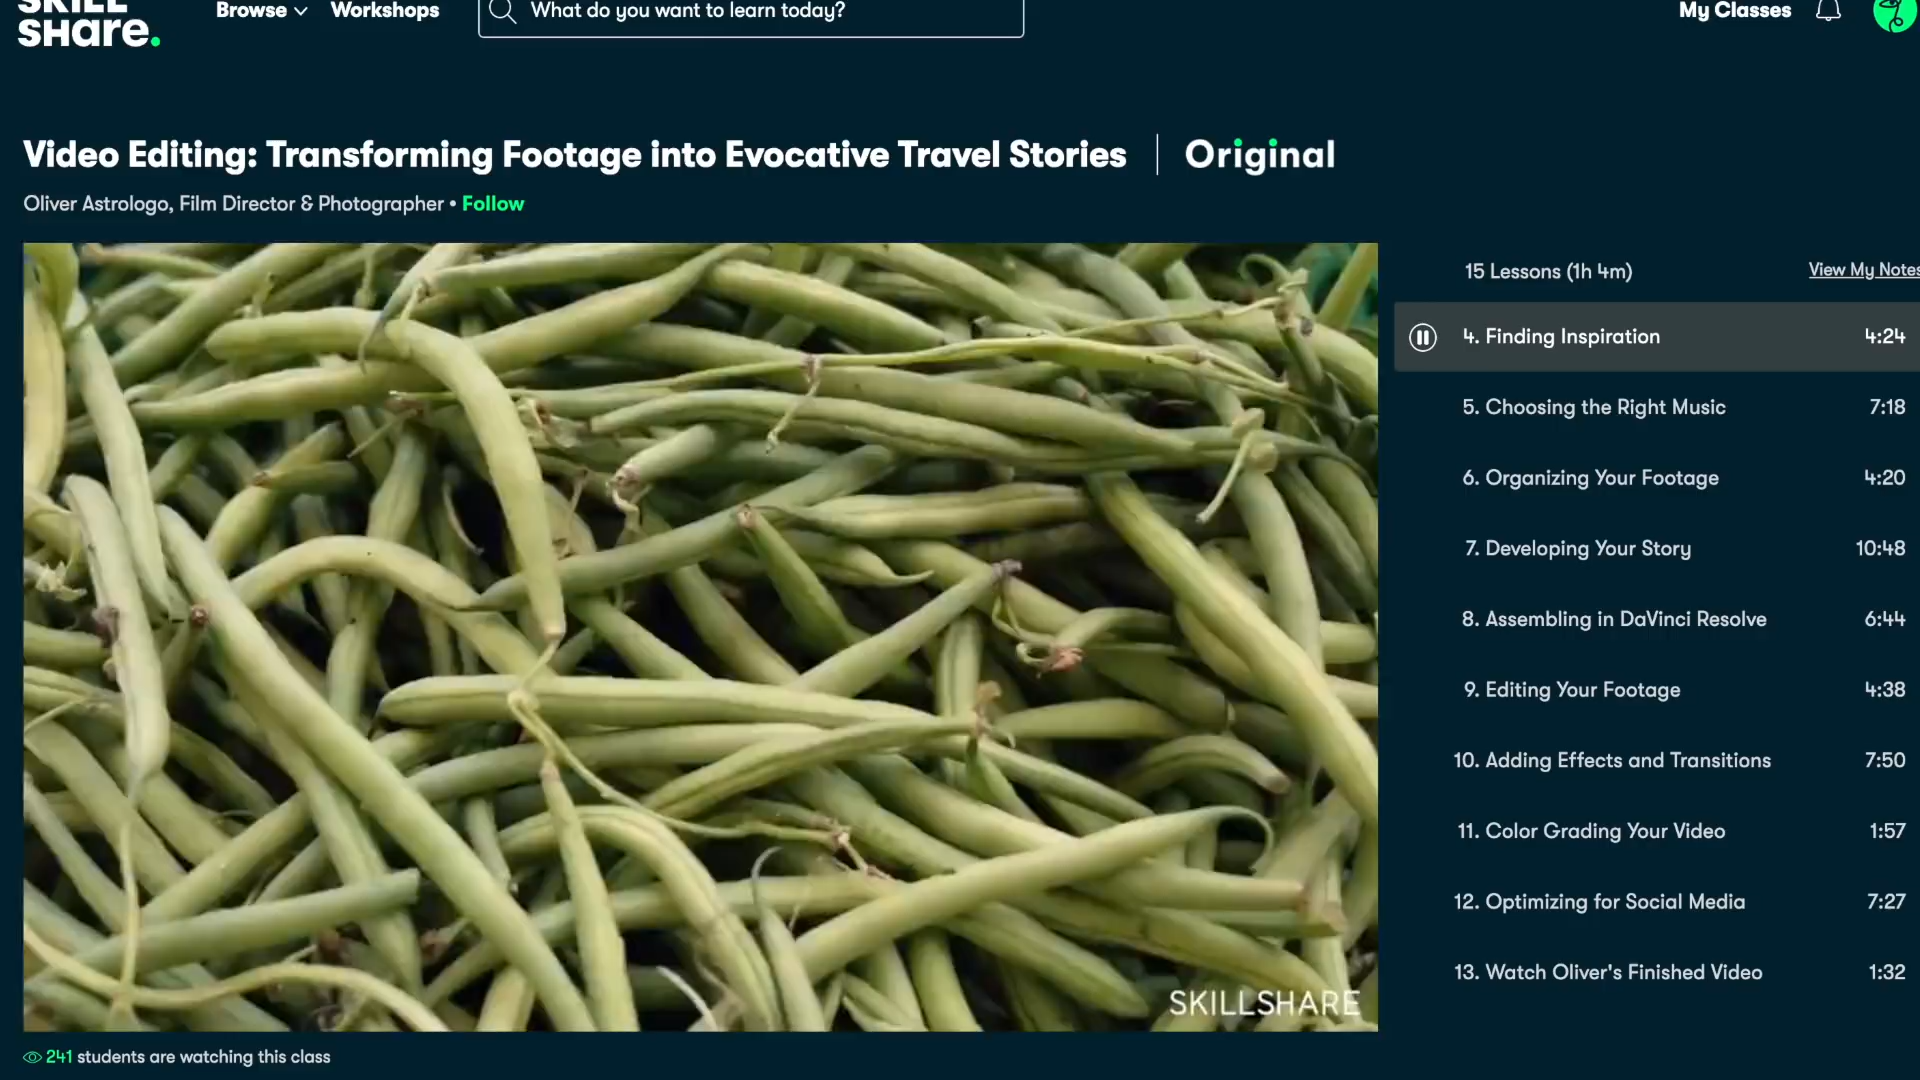 SKILL
SHare.
Browse
Workshops
What do you want to learn today?
My Classes
Video Editing: Transforming Footage into Evocative Travel Stories
Original
Oliver Astrologo, Film Director & Photographer • Follow
15 Lessons (1h 4m)
View My Notes
4. Finding Inspiration 4:24
5. Choosing the Right Music 7:18
6. Organizing Your Footage 4:20
7. Developing Your Story 10:48
8. Assembling in DaVinci Resolve 6:44
9. Editing Your Footage 4:38
10. Adding Effects and Transitions 7:50
11. Color Grading Your Video 1:57
12. Optimizing for Social Media 7:27
13. Watch Oliver's Finished Video 1:32
SKILLSHARE
241 students are watching this class